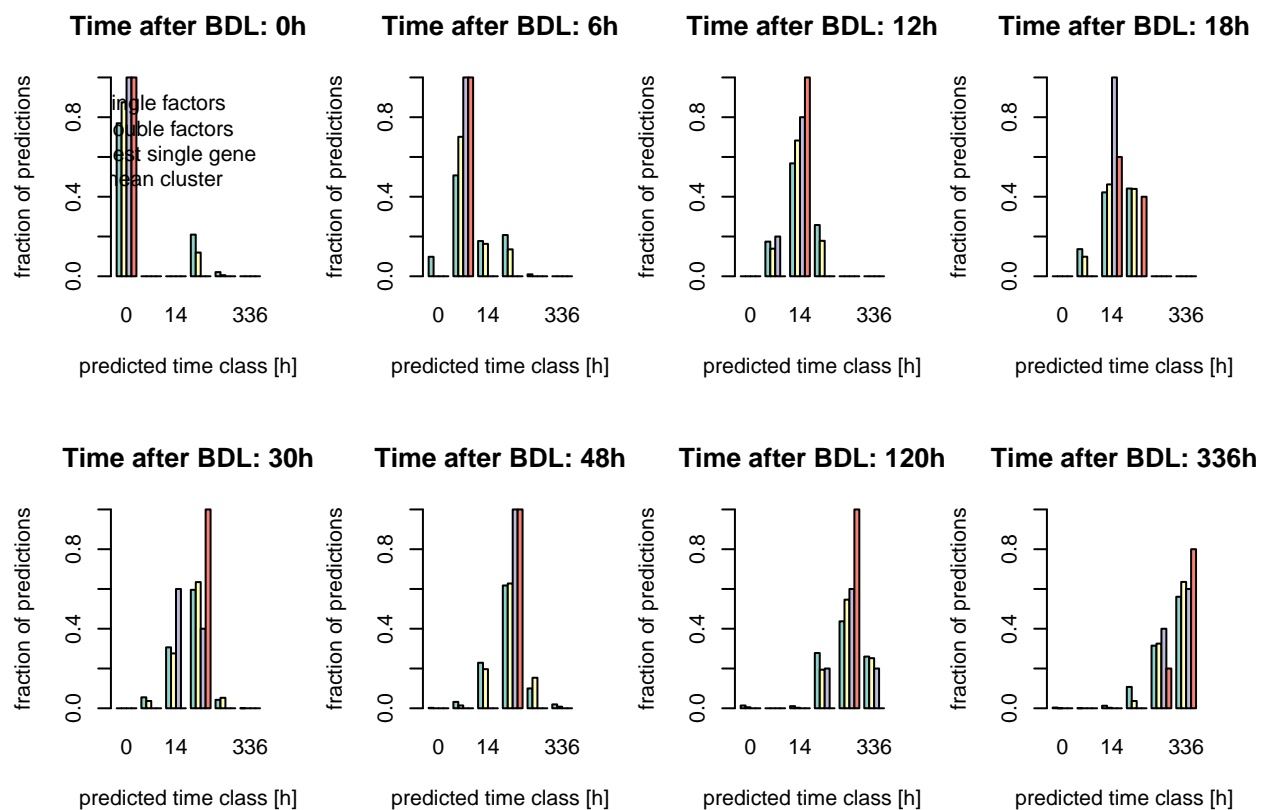 Time after BDL: 0h
fraction of predictions
0.0 0.4 0.8
ingle factors
ouble factors
est single gene
mean cluster
0 14 336
predicted time class [h]
Time after BDL: 6h
fraction of predictions
0.0 0.4 0.8
0 14 336
predicted time class [h]
Time after BDL: 12h
fraction of predictions
0.0 0.4 0.8
0 14 336
predicted time class [h]
Time after BDL: 18h
fraction of predictions
0.0 0.4 0.8
0 14 336
predicted time class [h]
Time after BDL: 30h
fraction of predictions
0.0 0.4 0.8
0 14 336
predicted time class [h]
Time after BDL: 48h
fraction of predictions
0.0 0.4 0.8
0 14 336
predicted time class [h]
Time after BDL: 120h
fraction of predictions
0.0 0.4 0.8
0 14 336
predicted time class [h]
Time after BDL: 336h
fraction of predictions
0.0 0.4 0.8
0 14 336
predicted time class [h]